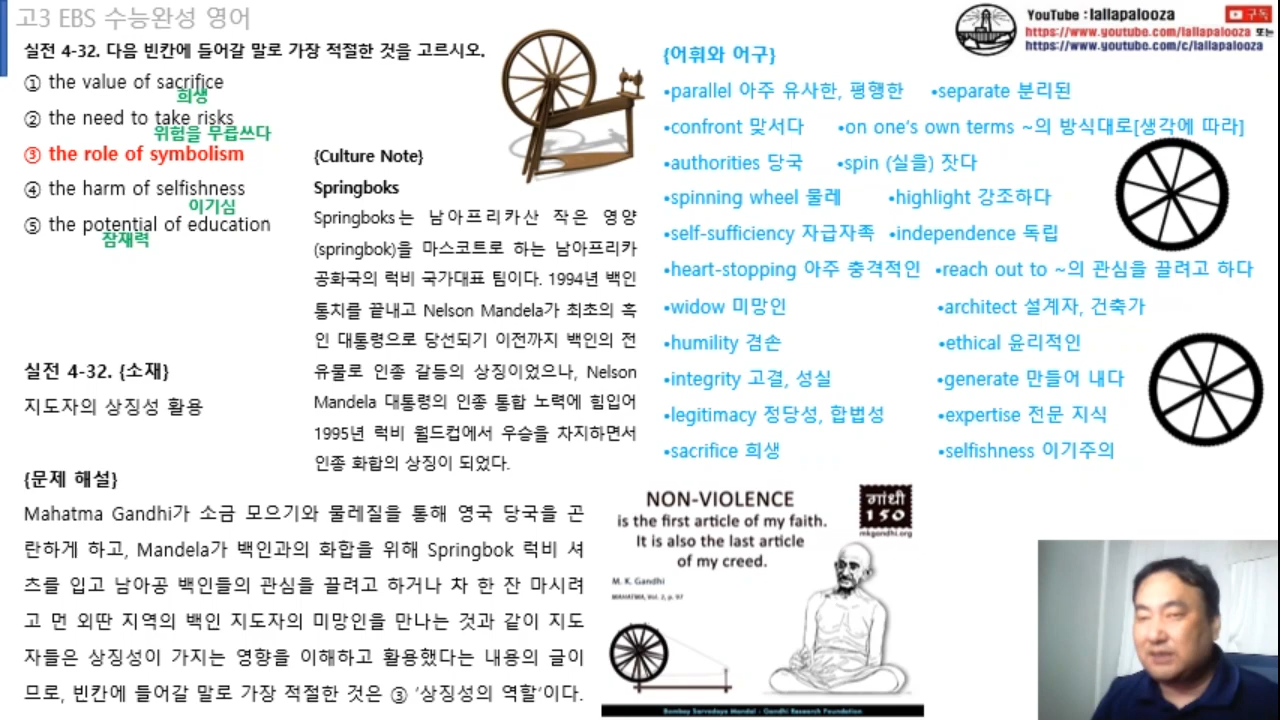 고3 EBS 수능완성 영어
실전 4-32. 다음 빈칸에 들어갈 말로 가장 적절한 것을 고르시오.
① the value of sacrifice
희생
② the need to take risks
위험을 무릅쓰다
③ the role of symbolism
④ the harm of selfishness
이기심
⑤ the potential of education
잠재력
실전 4-32. {소재}
지도자의 상징성 활용
{Culture Note}
Springboks
Springboks는 남아프리카산 작은 영양
(springbok)을 마스코트로 하는 남아프리카
공화국의 럭비 국가대표 팀이다. 1994년 백인
통치를 끝내고 Nelson Mandela가 최초의 흑
인 대통령으로 당선되기 이전까지 백인의 전
유물로 인종 갈등의 상징이었으나, Nelson
Mandela 대통령의 인종 통합 노력에 힘입어
1995년 럭비 월드컵에서 우승을 차지하면서
인종 화합의 상징이 되었다.
{문제 해설}
Mahatma Gandhi가 소금 모으기와 물레질을 통해 영국 당국을 곤
란하게 하고, Mandela가 백인과의 화합을 위해 Springbok 럭비 셔
츠를 입고 남아공 백인들의 관심을 끌려고 하거나 차 한 잔 마시려
고 먼 외딴 지역의 백인 지도자의 미망인을 만나는 것과 같이 지도
자들은 상징성이 가지는 영향을 이해하고 활용했다는 내용의 글이
므로, 빈칸에 들어갈 말로 가장 적절한 것은 ③ '상징성의 역할'이다.
YouTube : lallapalooza
구독
https://www.youtube.com/lallapalooza 또는
https://www.youtube.com/c/lallapalooza
{어휘와 어구}
•parallel 아주 유사한, 평행한 •separate 분리된
•confront 맞서다 •on one's own terms ~의 방식대로[생각에 따라]
•authorities 당국 •spin (실을) 잣다
•spinning wheel 물레 •highlight 강조하다
•self-sufficiency 자급자족 •independence 독립
•heart-stopping 아주 충격적인 •reach out to ~의 관심을 끌려고 하다
•widow 미망인 •architect 설계자, 건축가
•humility 겸손 •ethical 윤리적인
•integrity 고결, 성실 •generate 만들어 내다
•legitimacy 정당성, 합법성 •expertise 전문 지식
•sacrifice 희생 •selfishness 이기주의
NON-VIOLENCE
is the first article of my faith.
It is also the last article
of my creed.
M. K. Gandhi
MAHATMA, Vol. 2, p. 97
गांधी
150
mkgandhi.org
Bombay Sarvodaya Mandal : Gandhi Research Foundation